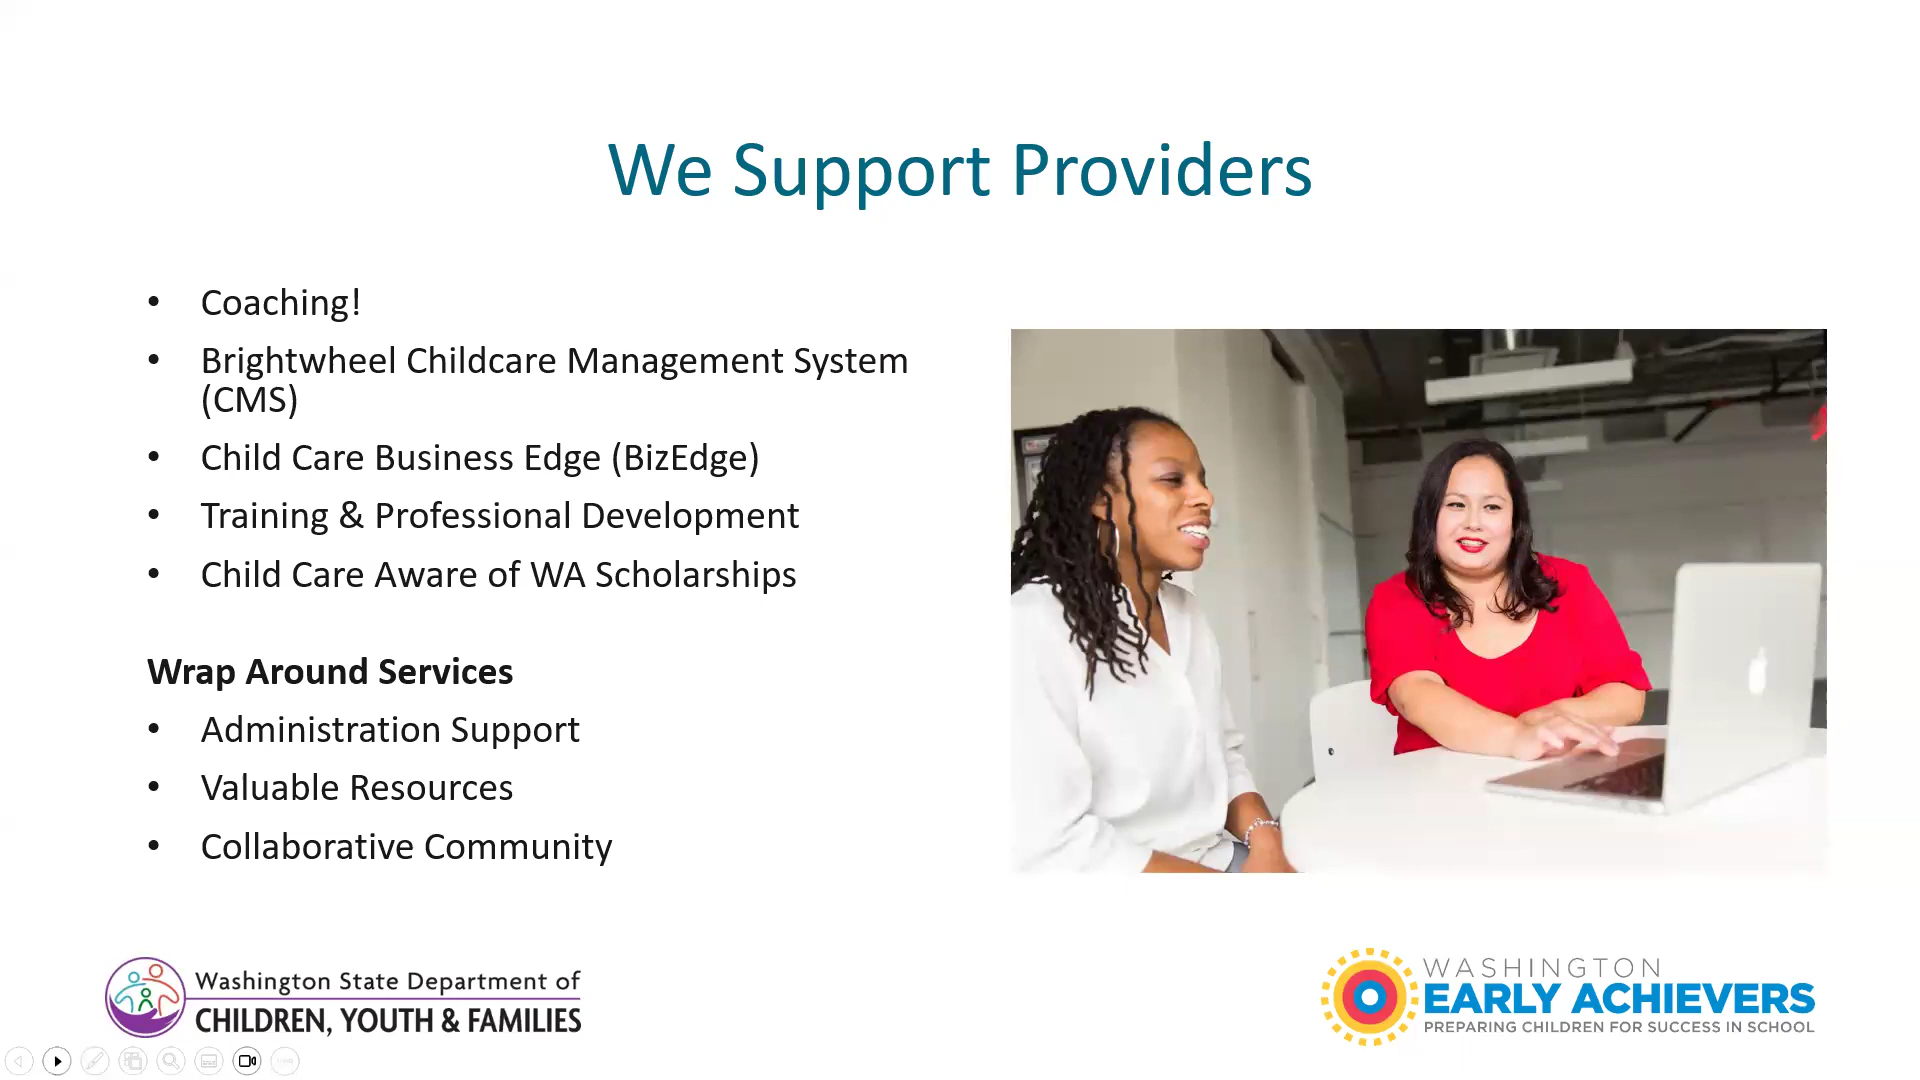 We Support Providers
• Coaching!
• Brightwheel Childcare Management System
(CMS)
• Child Care Business Edge (BizEdge)
• Training & Professional Development
• Child Care Aware of WA Scholarships
Wrap Around Services
• Administration Support
• Valuable Resources
• Collaborative Community
Washington State Department of
CHILDREN, YOUTH & FAMILIES
WASHINGTON
EARLY ACHIEVERS
PREPARING CHILDREN FOR SUCCESS IN SCHOOL